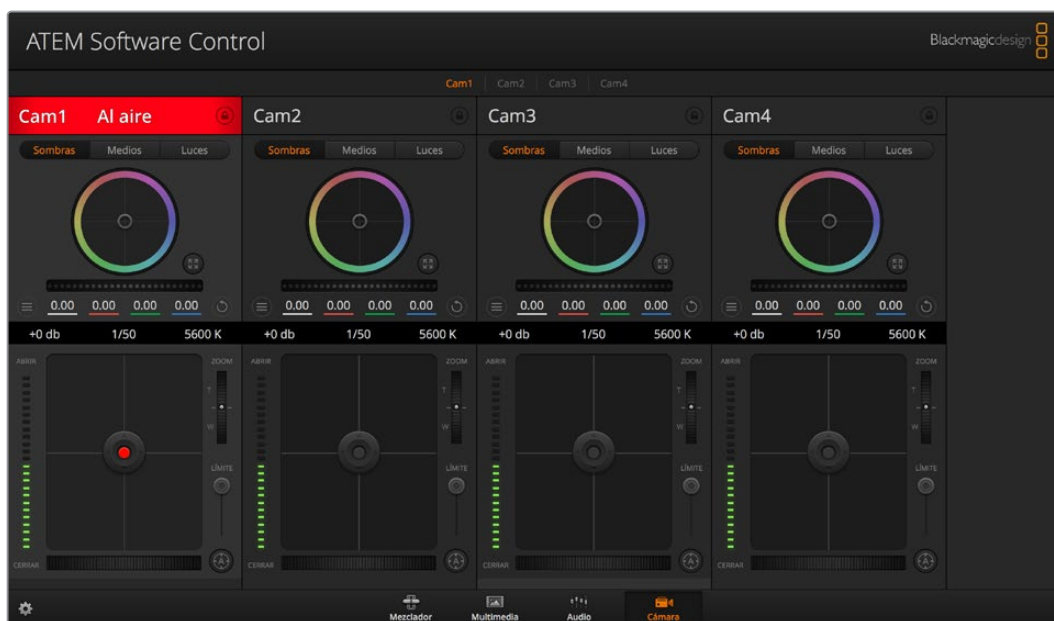 ATEM Software Control
Blackmagicdesign
Cam1 Cam2 Cam3 Cam4
Cam1 Al aire Cam2 Cam3 Cam4
Sombras Medios Luces Sombras Medios Luces Sombras Medios Luces Sombras Medios Luces
0.00 0.00 0.00 0.00 0.00 0.00 0.00 0.00 0.00 0.00 0.00 0.00 0.00 0.00 0.00 0.00
+0 db 1/50 5600 K +0 db 1/50 5600 K +0 db 1/50 5600 K +0 db 1/50 5600 K
ABRIR ZOOM ABRIR ZOOM ABRIR ZOOM ABRIR ZOOM
T T T T
W W W W
LÍMITE LÍMITE LÍMITE LÍMITE
CERRAR A CERRAR A CERRAR A CERRAR A
Mezclador Multimedia Audio Cámara